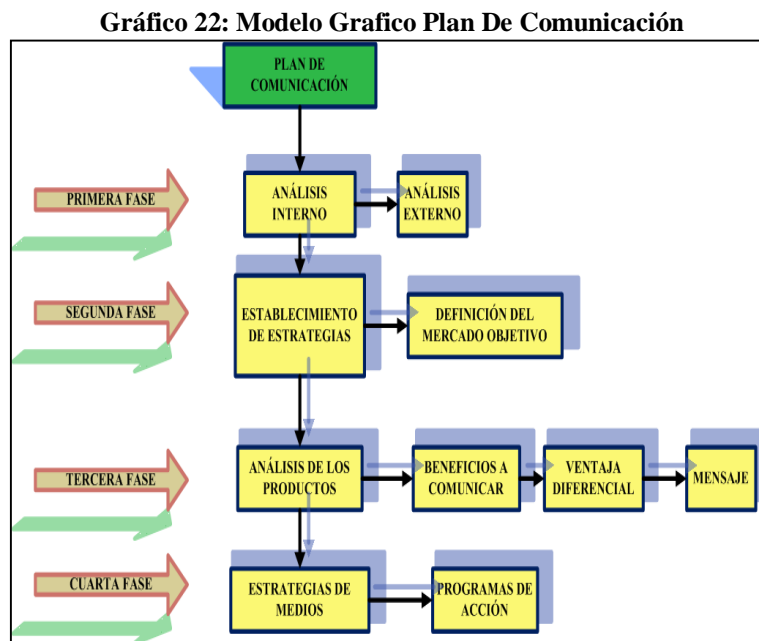 Gráfico 22: Modelo Grafico Plan De Comunicación
PLAN DE
COMUNICACIÓN
PRIMERA FASE
ANÁLISIS
INTERNO
ANÁLISIS
EXTERNO
SEGUNDA FASE
ESTABLECIMIENTO
DE ESTRATEGIAS
DEFINICIÓN DEL
MERCADO OBJETIVO
TERCERA FASE
ANÁLISIS DE LOS
PRODUCTOS
BENEFICIOS A
COMUNICAR
VENTAJA
DIFERENCIAL
MENSAJE
CUARTA FASE
ESTRATEGIAS DE
MEDIOS
PROGRAMAS DE
ACCIÓN